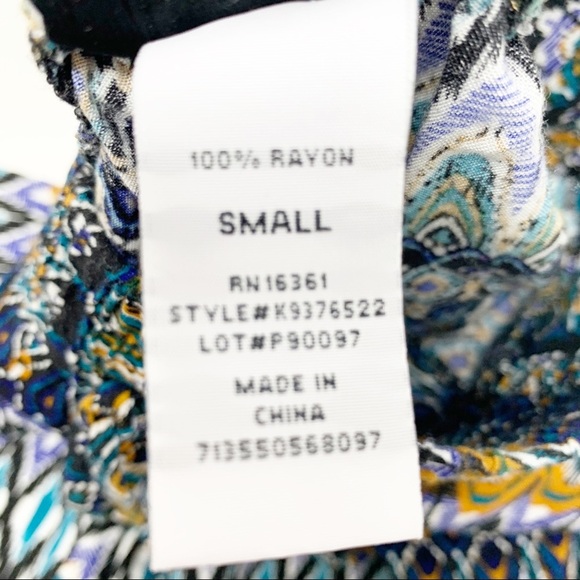 100% RAYON
SMALL
RN16361
STYLE#K9376522
LOT#P90097
MADE IN
CHINA
713550568097